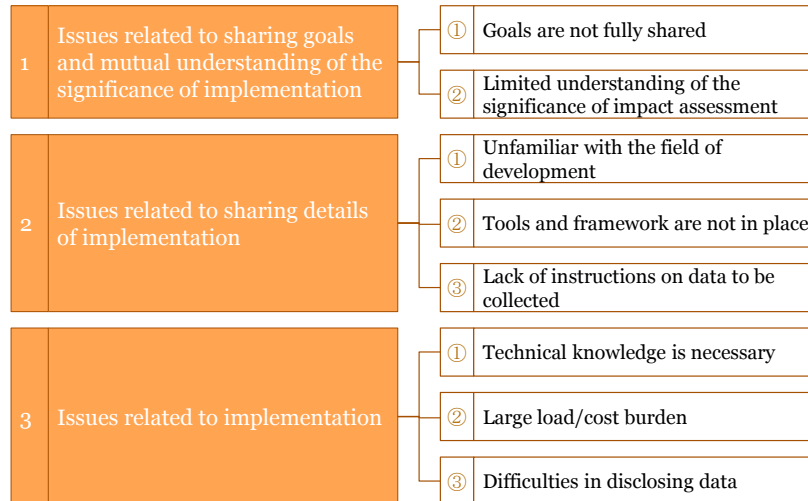 1
Issues related to sharing goals
and mutual understanding of the
significance of implementation
①
Goals are not fully shared
②
Limited understanding of the
significance of impact assessment
2
Issues related to sharing details
of implementation
①
Unfamiliar with the field of
development
②
Tools and framework are not in place
③
Lack of instructions on data to be
collected
3
Issues related to implementation
①
Technical knowledge is necessary
②
Large load/cost burden
③
Difficulties in disclosing data